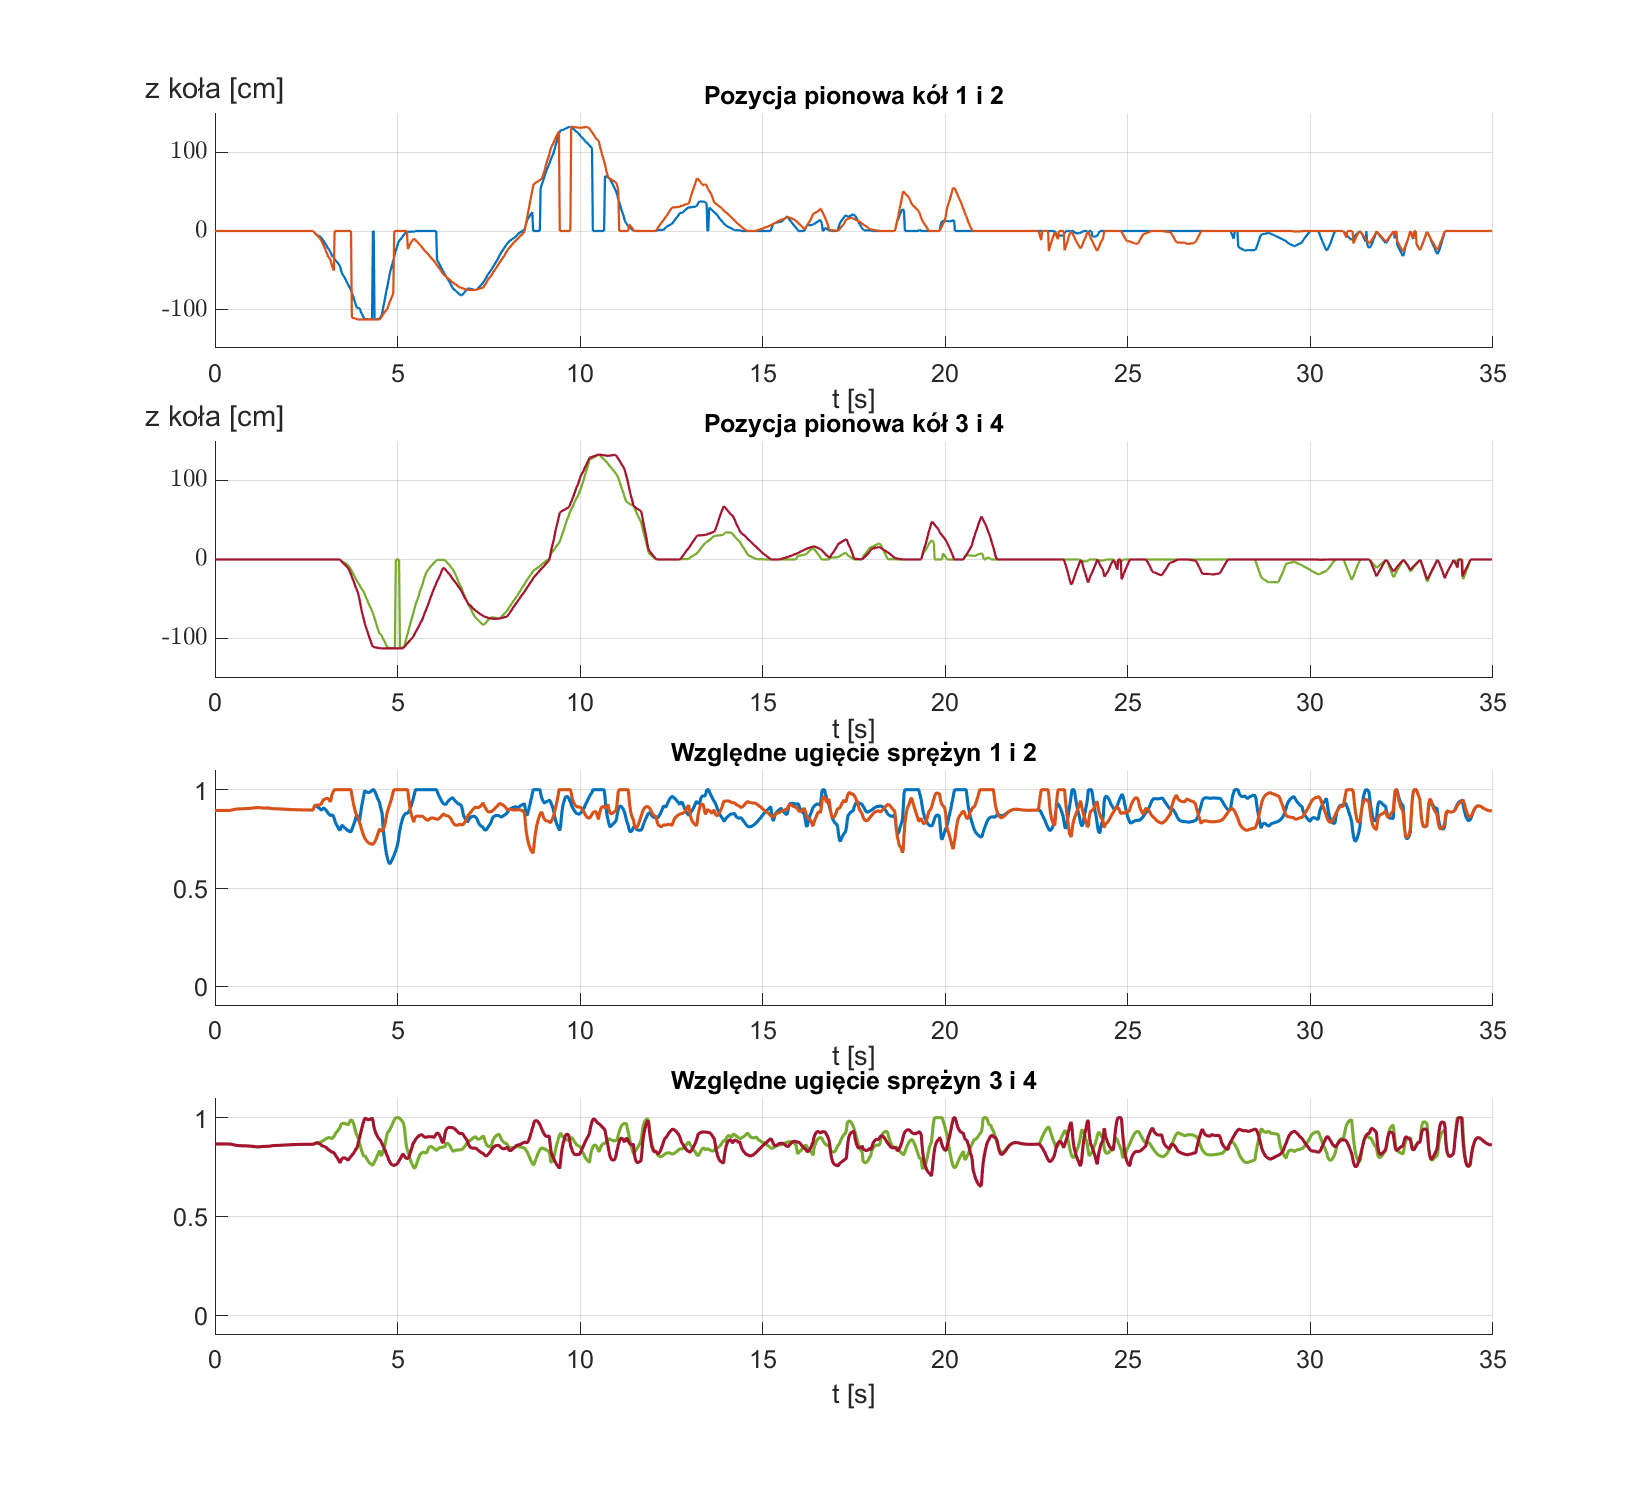 z koła [cm]
Pozycja pionowa kół 1 i 2
100
0
-100
0 5 10 15 20 25 30 35
t [s]
z koła [cm]
Pozycja pionowa kół 3 i 4
100
0
-100
0 5 10 15 20 25 30 35
t [s]
Względne ugięcie sprężyn 1 i 2
1
0.5
0
0 5 10 15 20 25 30 35
t [s]
Względne ugięcie sprężyn 3 i 4
1
0.5
0
0 5 10 15 20 25 30 35
t [s]